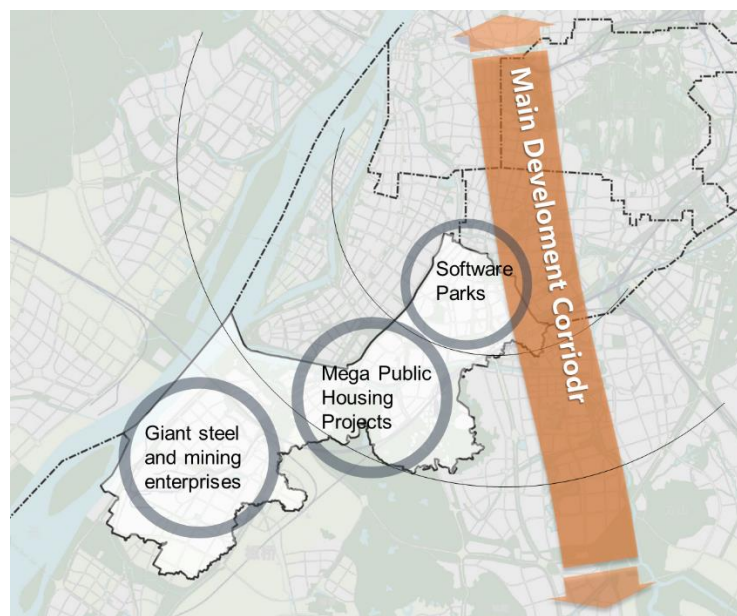 Main Develoment Corriodr
Software
Parks
Mega Public
Housing
Projects
Giant steel
and mining
enterprises